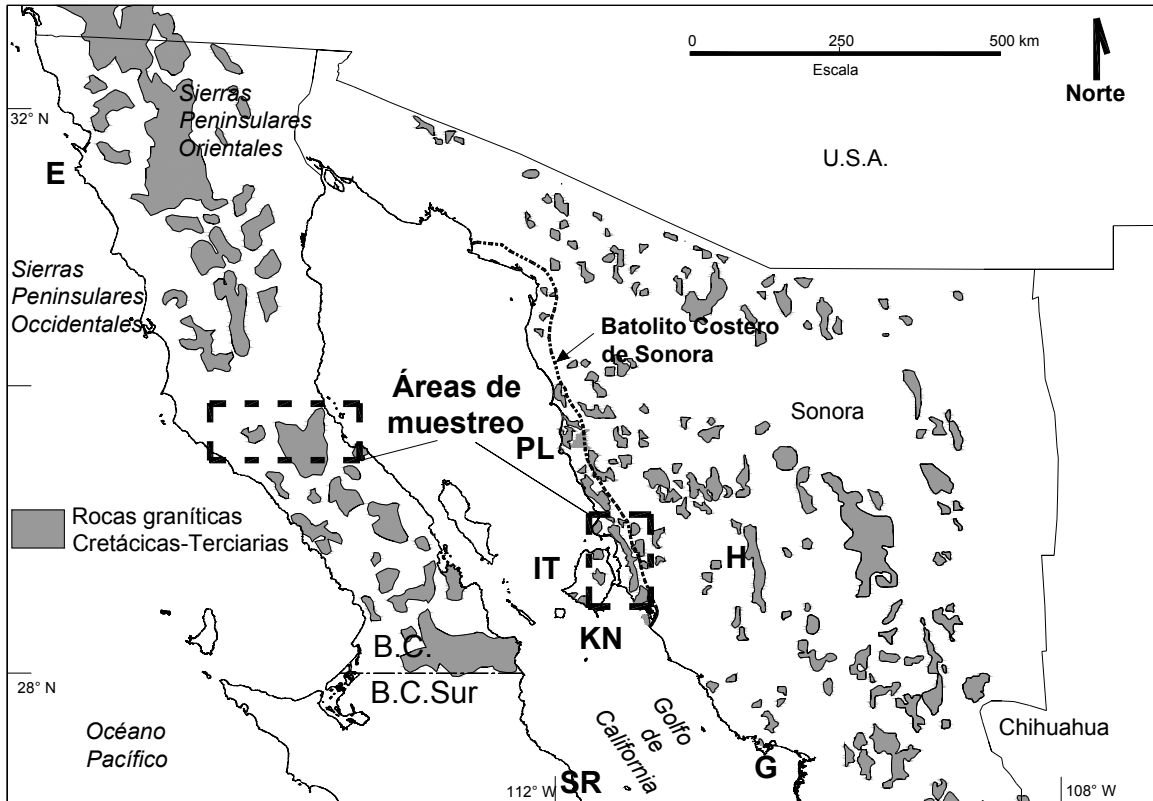 0 250 500 km
Escala
Norte
32° N
Sierras
Peninsulares
Orientales
U.S.A.
E
Sierras
Peninsulares
Occidentales
Batolito Costero
de Sonora
Áreas de
muestreo
Sonora
PL
Rocas graníticas
Cretácicas-Terciarias
IT
H
KN
B.C.
28° N
B.C.Sur
Golfo
de
California
Océano
Pacífico
Chihuahua
G
SR
112° W
108° W